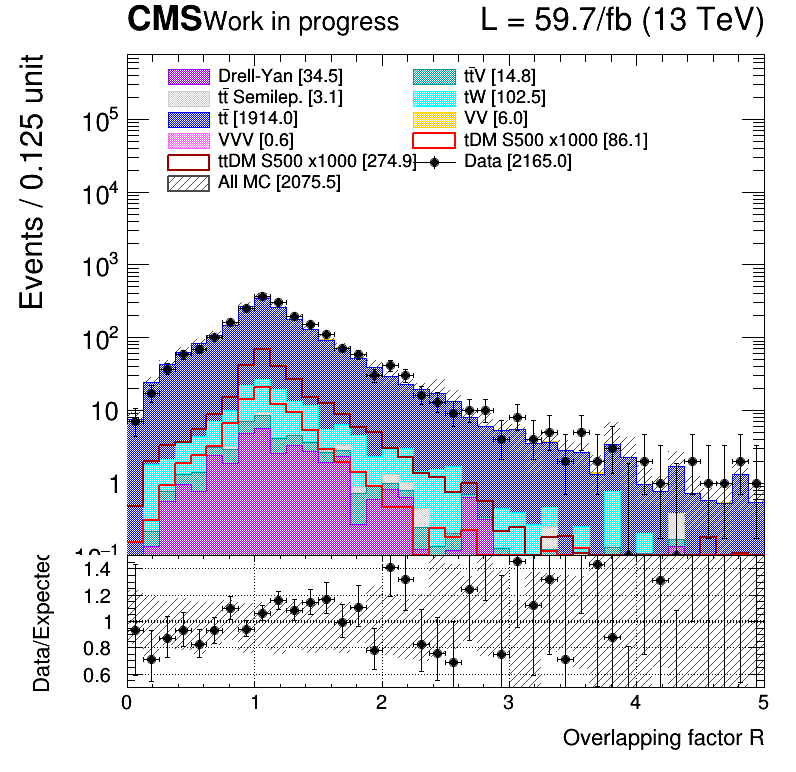 CMS Work in progress L = 59.7/fb (13 TeV)
Drell-Yan [34.5] tt̄V [14.8]
tt̄ Semilep. [3.1] tW [102.5]
tt̄ [1914.0] VV [6.0]
VVV [0.6] tDM S500 x1000 [86.1]
ttDM S500 x1000 [274.9] Data [2165.0]
All MC [2075.5]
Events / 0.125 unit
10⁵
10⁴
10³
10²
10
1
10⁻¹
Data/Expected
1.4
1.2
1
0.8
0.6
0 1 2 3 4 5
Overlapping factor R